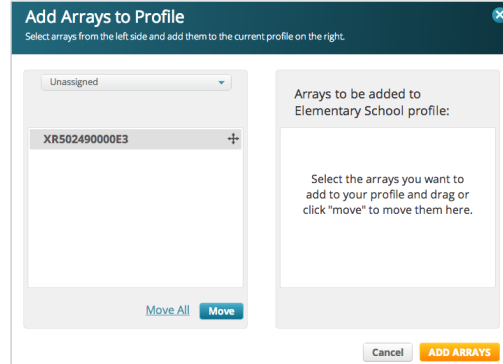 Add Arrays to Profile
Select arrays from the left side and add them to the current profile on the right.
Unassigned
XR502490000E3
Move All
Move
Arrays to be added to
Elementary School profile:
Select the arrays you want to
add to your profile and drag or
click "move" to move them here.
Cancel
ADD ARRAYS